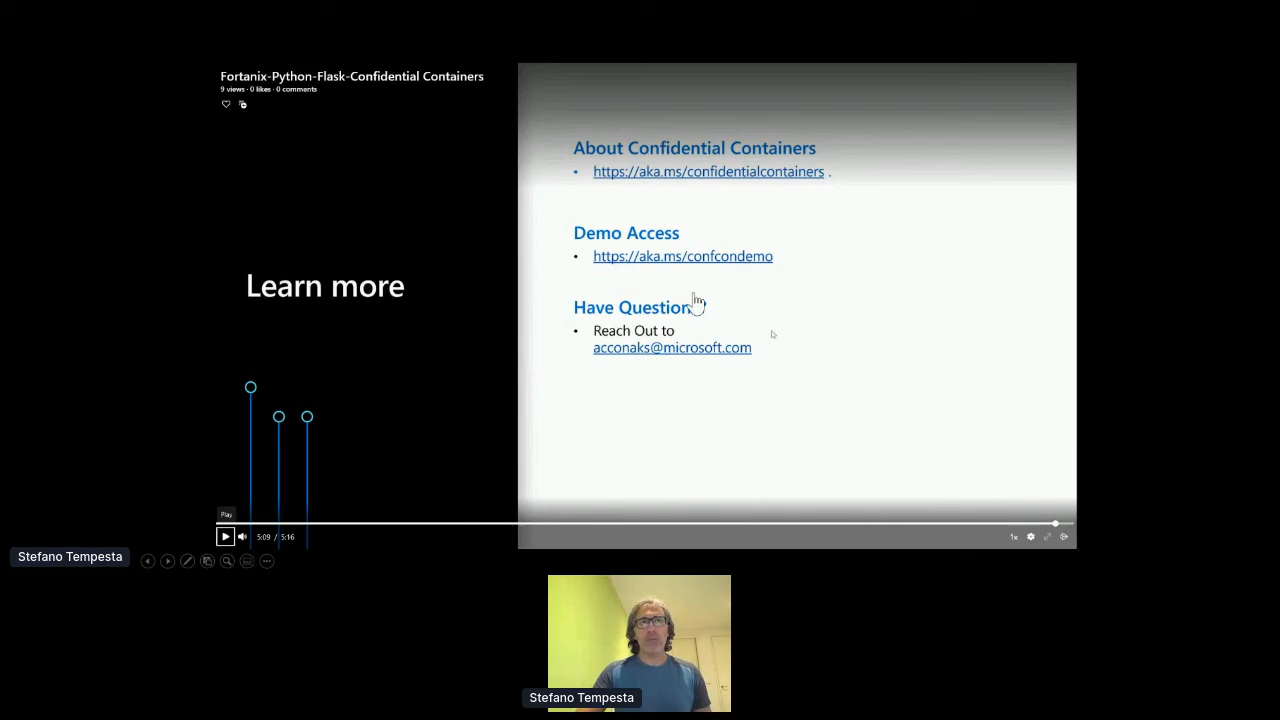 Fortanix-Python-Flask-Confidential Containers
9 views · 0 likes · 0 comments
About Confidential Containers
• https://aka.ms/confidentialcontainers .
Demo Access
• https://aka.ms/confcondemo
Learn more
Have Question?
• Reach Out to
acconaks@microsoft.com
Play
5:09 / 5:16
1x
Stefano Tempesta
Stefano Tempesta